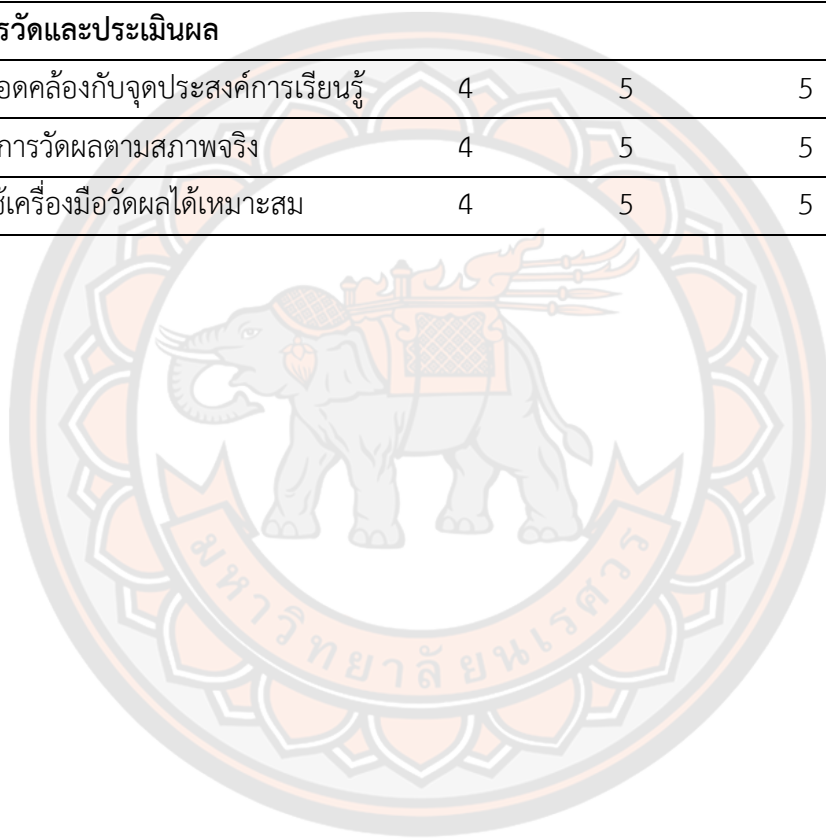 รวัดและประเมินผล
อดคล้องกับจุดประสงค์การเรียนรู้ 4 5 5
การวัดผลตามสภาพจริง 4 5 5
ช้เครื่องมือวัดผลได้เหมาะสม 4 5 5
มหาวิทยาลัยนเรศวร